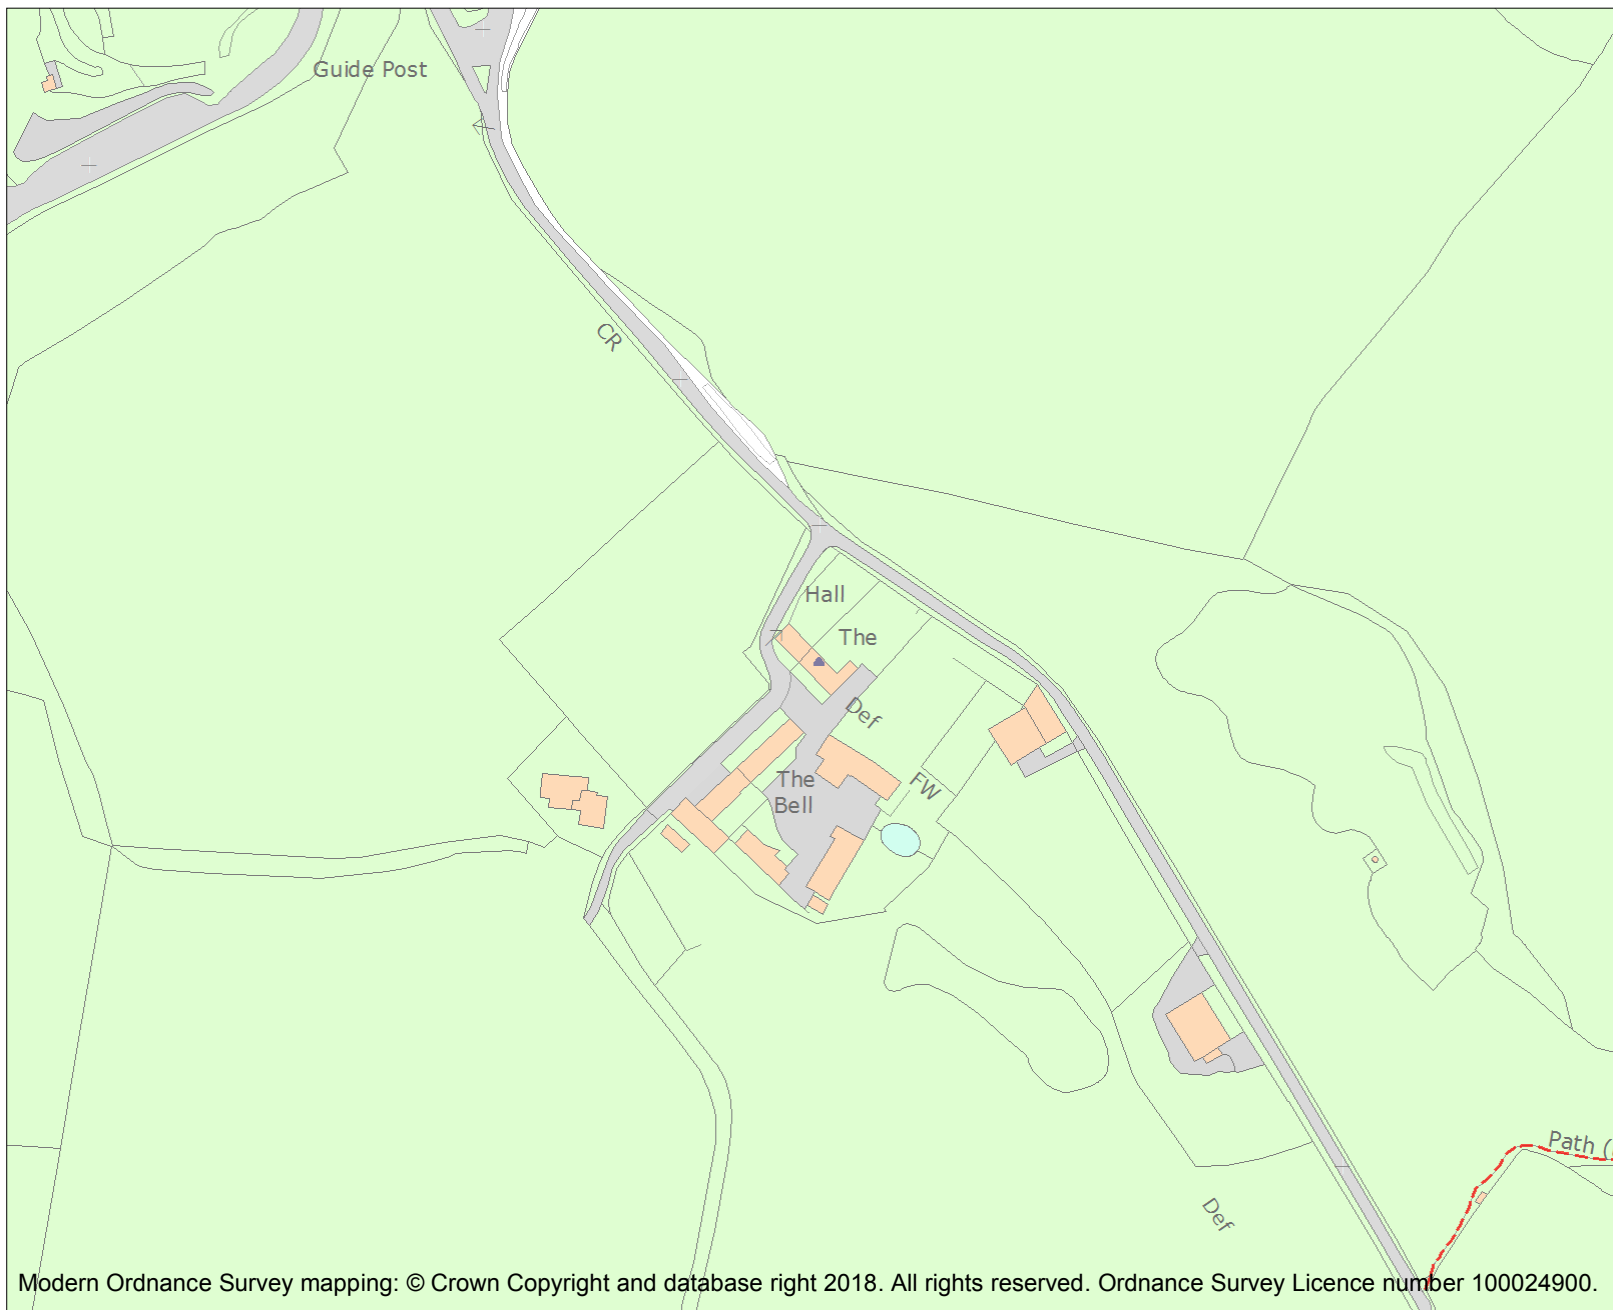 Guide Post
CR
Hall
The
Def
The
Bell
FW
Path (
Def
Modern Ordnance Survey mapping: © Crown Copyright and database right 2018. All rights reserved. Ordnance Survey Licence number 100024900.